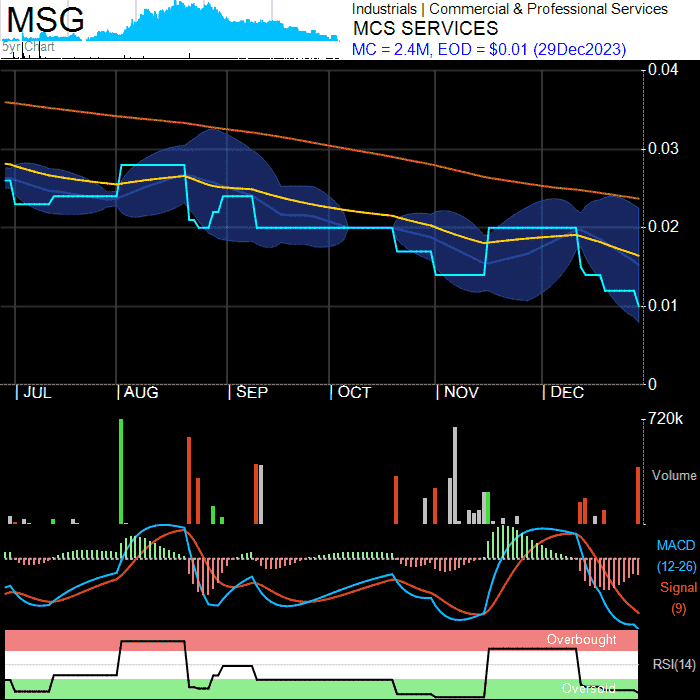 MSG
5yr Chart
Industrials | Commercial & Professional Services
MCS SERVICES
MC = 2.4M, EOD = $0.01 (29Dec2023)
0.04
0.03
0.02
0.01
0
| JUL | AUG | SEP | OCT | NOV | DEC
720k
Volume
MACD
(12-26)
Signal
(9)
Overbought
RSI(14)
Oversold